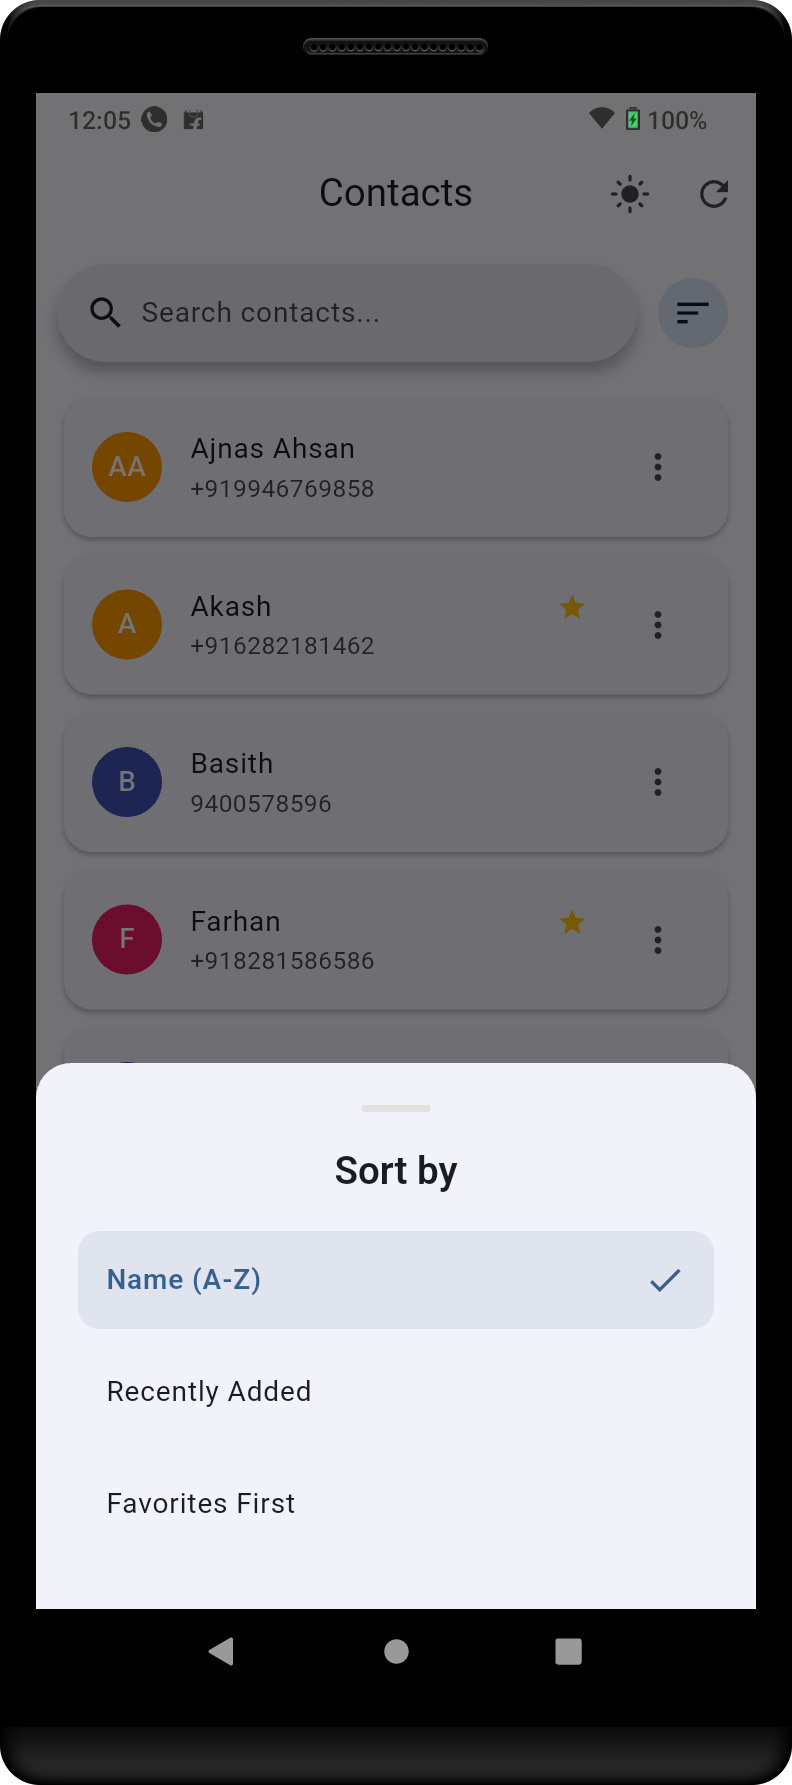 12:05
100%
Contacts
Search contacts...
AA
Ajnas Ahsan
+919946769858
A
Akash
+916282181462
B
Basith
9400578596
F
Farhan
+918281586586
Sort by
Name (A-Z)
Recently Added
Favorites First